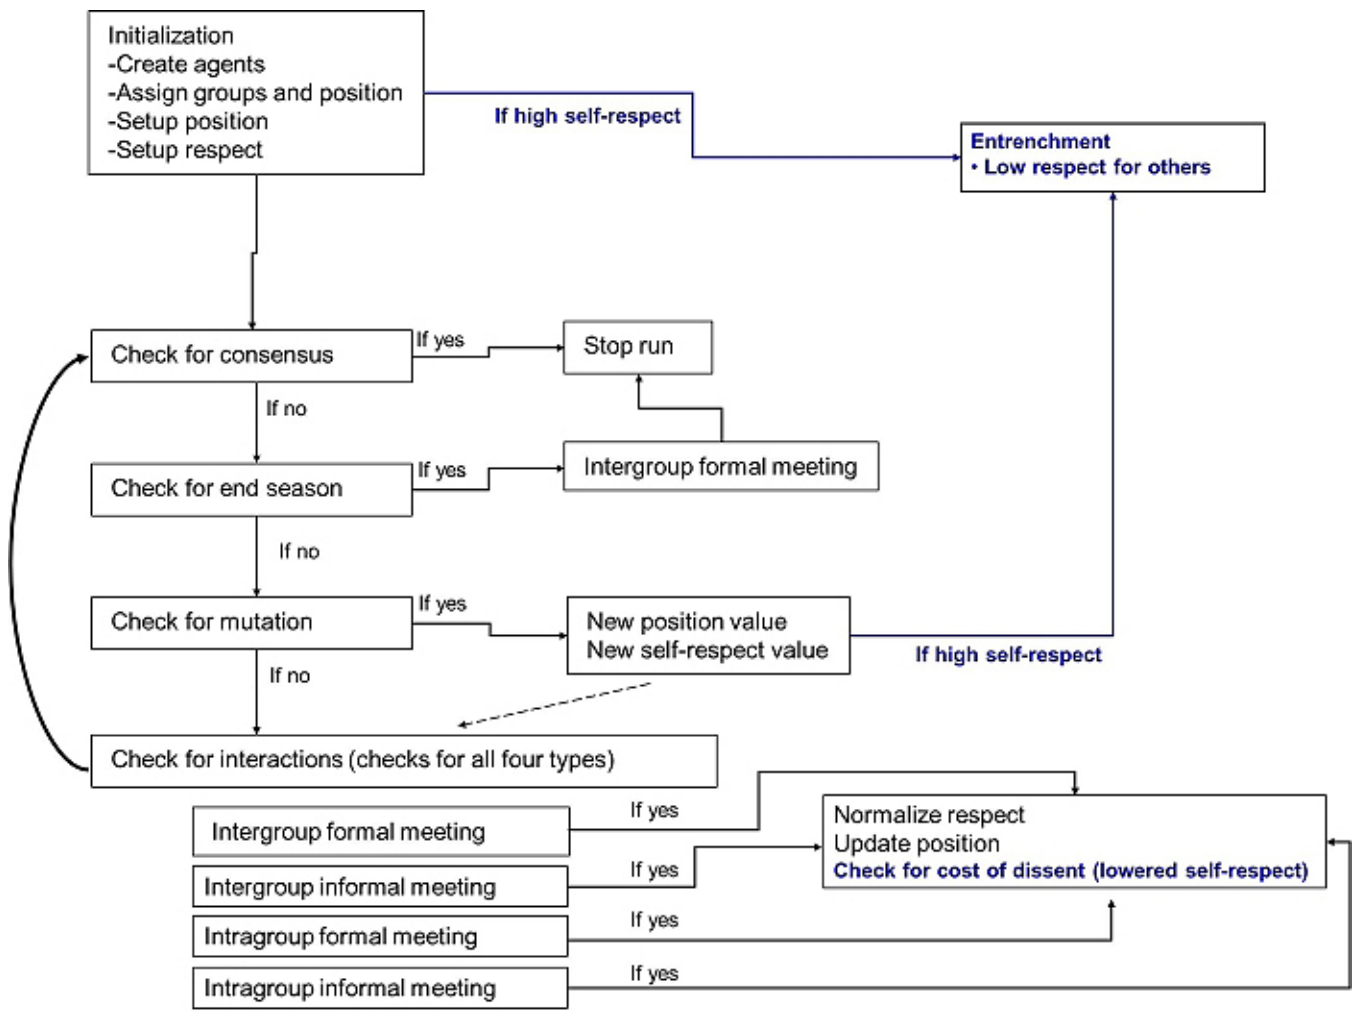 Initialization
-Create agents
-Assign groups and position
-Setup position
-Setup respect
If high self-respect
Entrenchment
• Low respect for others
Check for consensus
If yes
Stop run
If no
Check for end season
If yes
Intergroup formal meeting
If no
Check for mutation
If yes
New position value
New self-respect value
If high self-respect
If no
Check for interactions (checks for all four types)
Intergroup formal meeting
If yes
Intergroup informal meeting
If yes
Intragroup formal meeting
If yes
Intragroup informal meeting
If yes
Normalize respect
Update position
Check for cost of dissent (lowered self-respect)